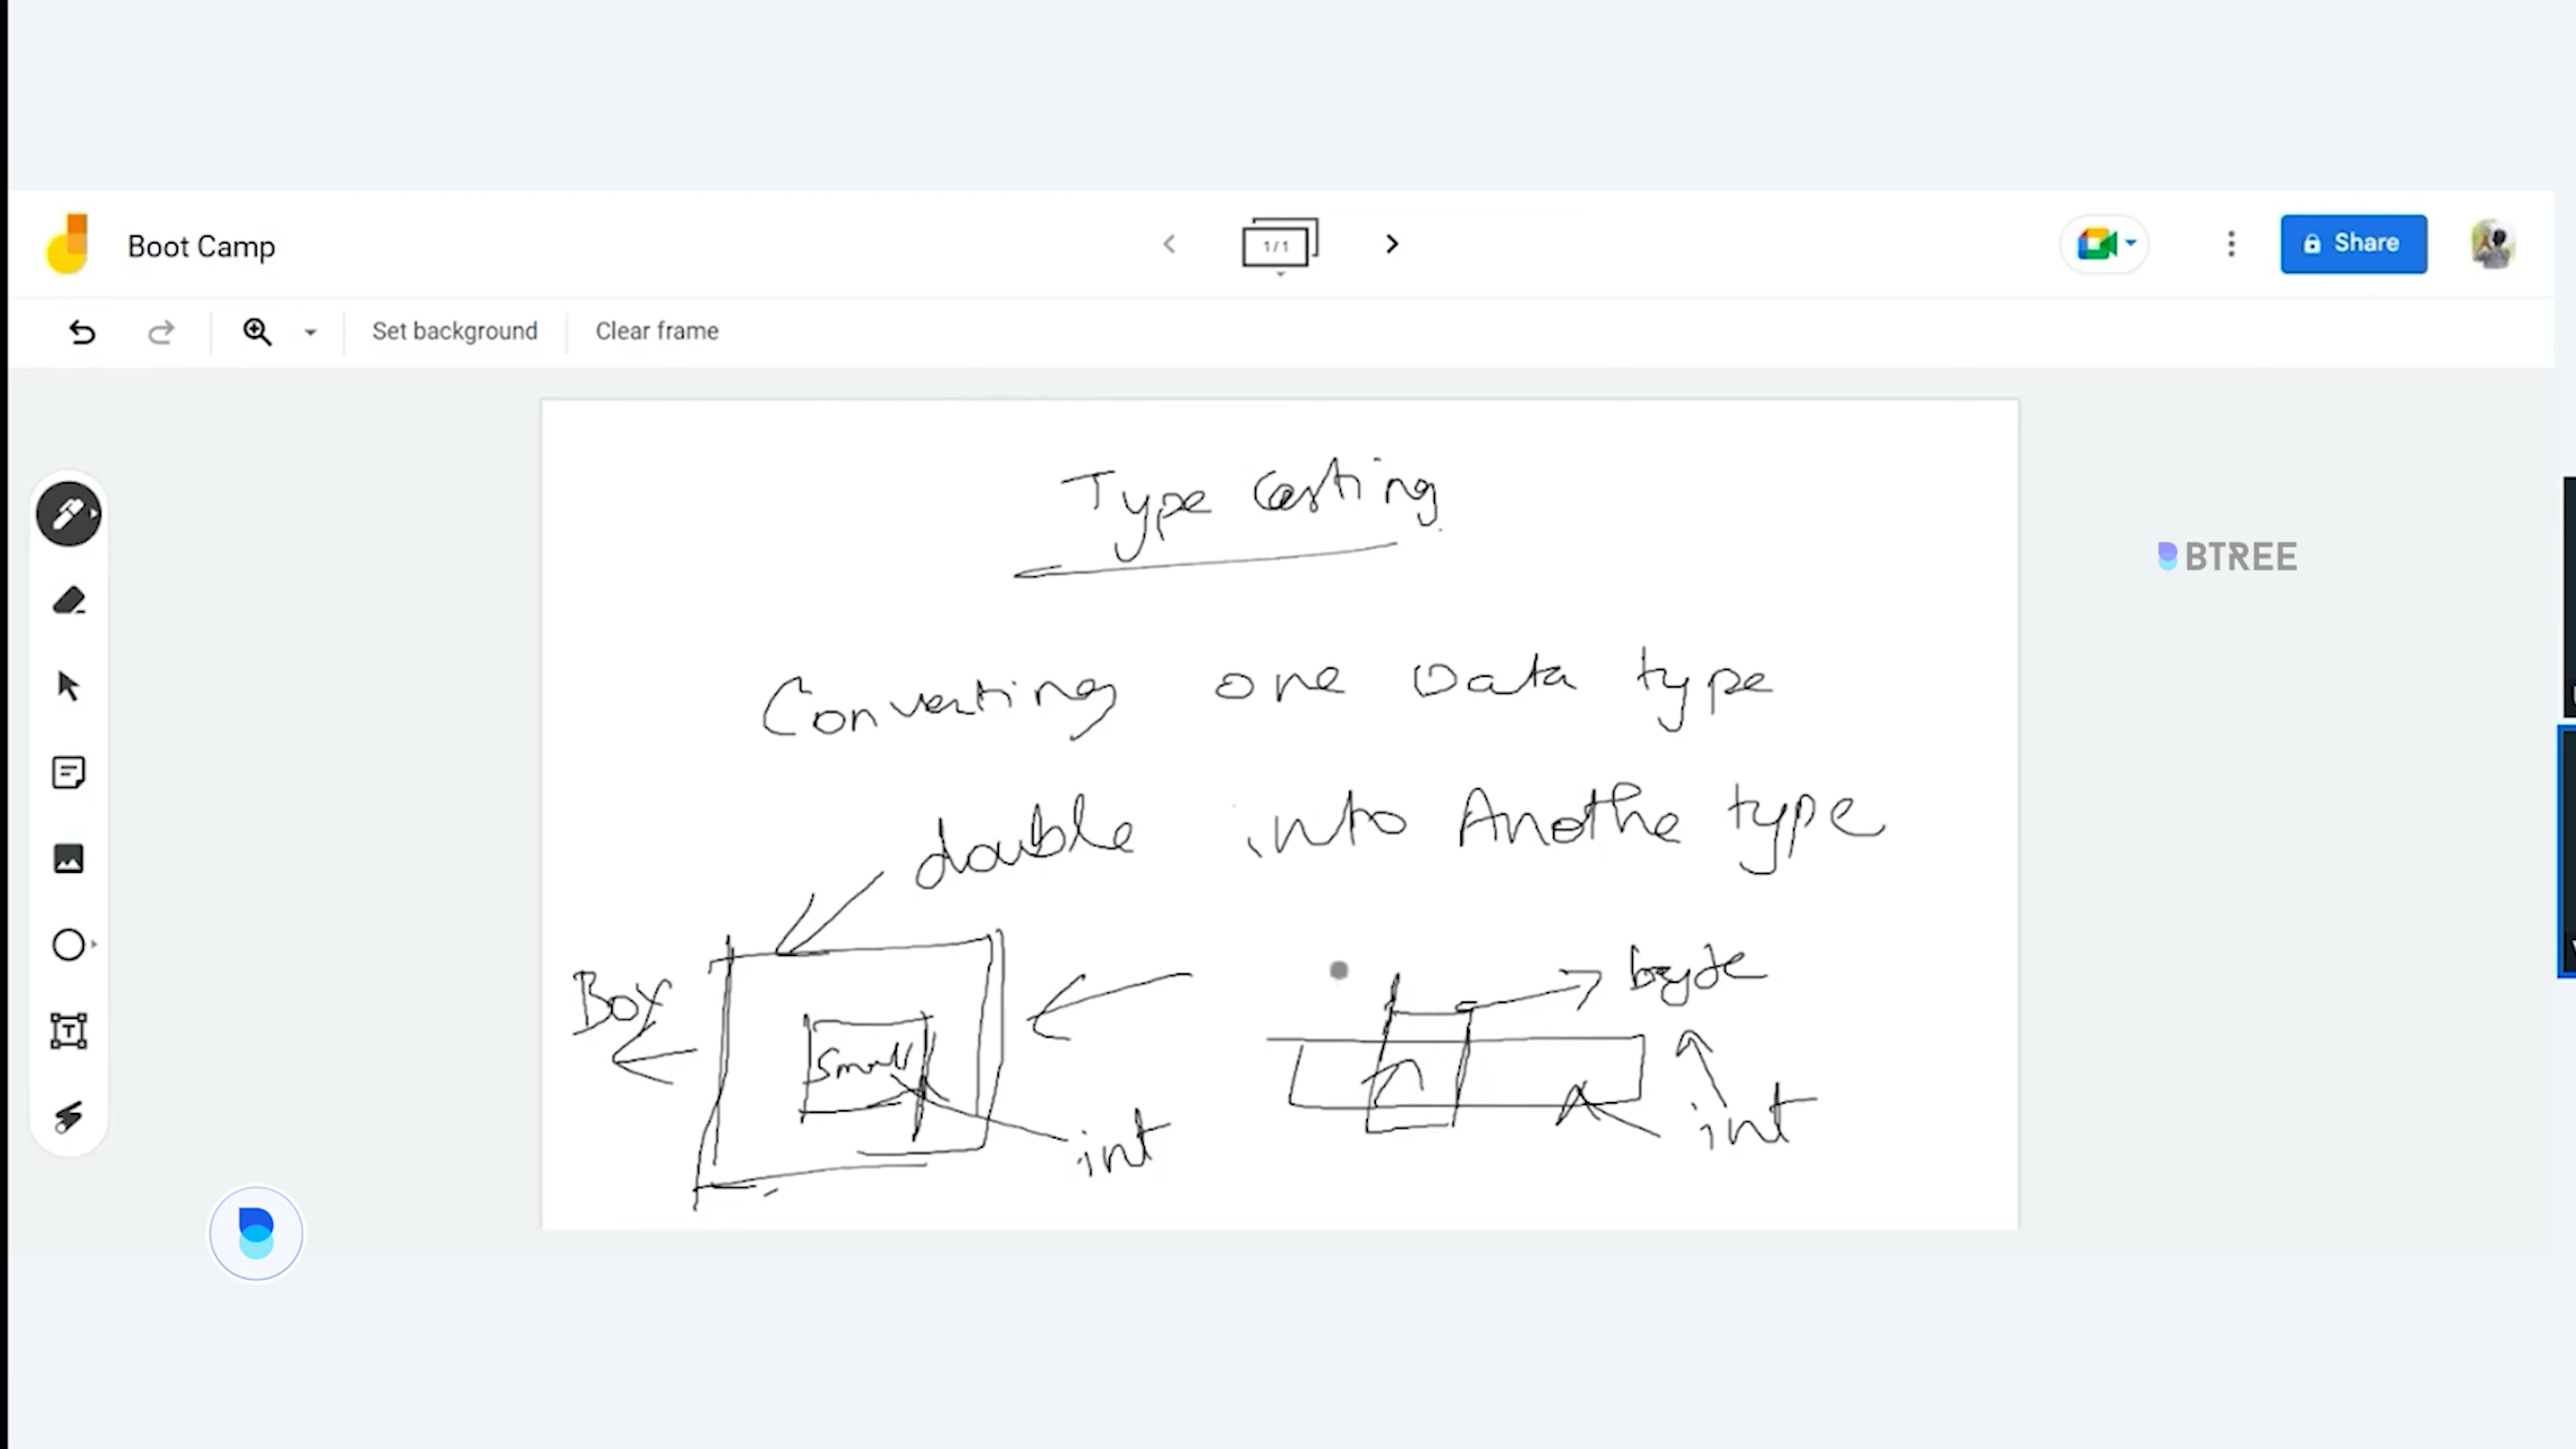 Boot Camp
1/1
Share
Set background
Clear frame
Type Casting
BTREE
Converting one Data type
double into Anothe type
Box
byte
Small
int
int